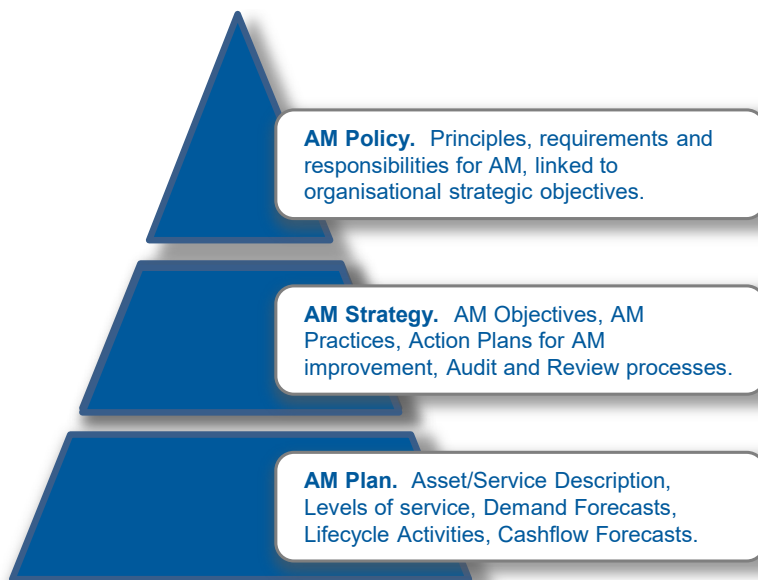 AM Policy. Principles, requirements and
responsibilities for AM, linked to
organisational strategic objectives.
AM Strategy. AM Objectives, AM
Practices, Action Plans for AM
improvement, Audit and Review processes.
AM Plan. Asset/Service Description,
Levels of service, Demand Forecasts,
Lifecycle Activities, Cashflow Forecasts.